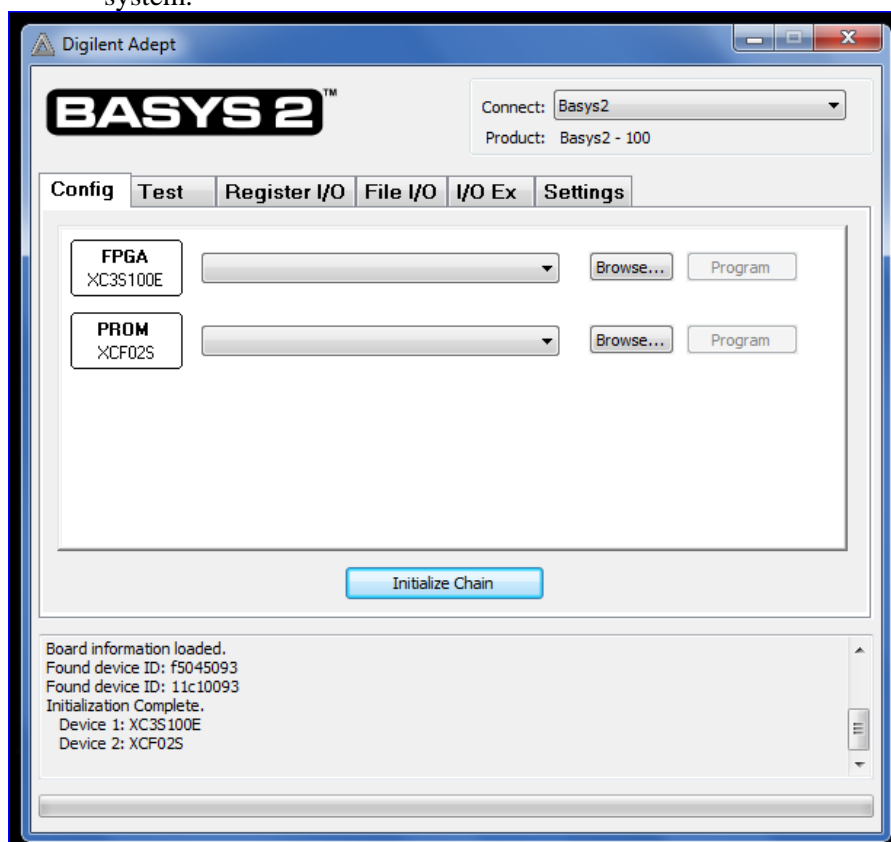 system.
Digilent Adept
BASYS 2™
Connect: Basys2
Product: Basys2 - 100
Config Test Register I/O File I/O I/O Ex Settings
FPGA
XC3S100E
Browse... Program
PROM
XCF02S
Browse... Program
Initialize Chain
Board information loaded.
Found device ID: f5045093
Found device ID: 11c10093
Initialization Complete.
Device 1: XC3S100E
Device 2: XCF02S